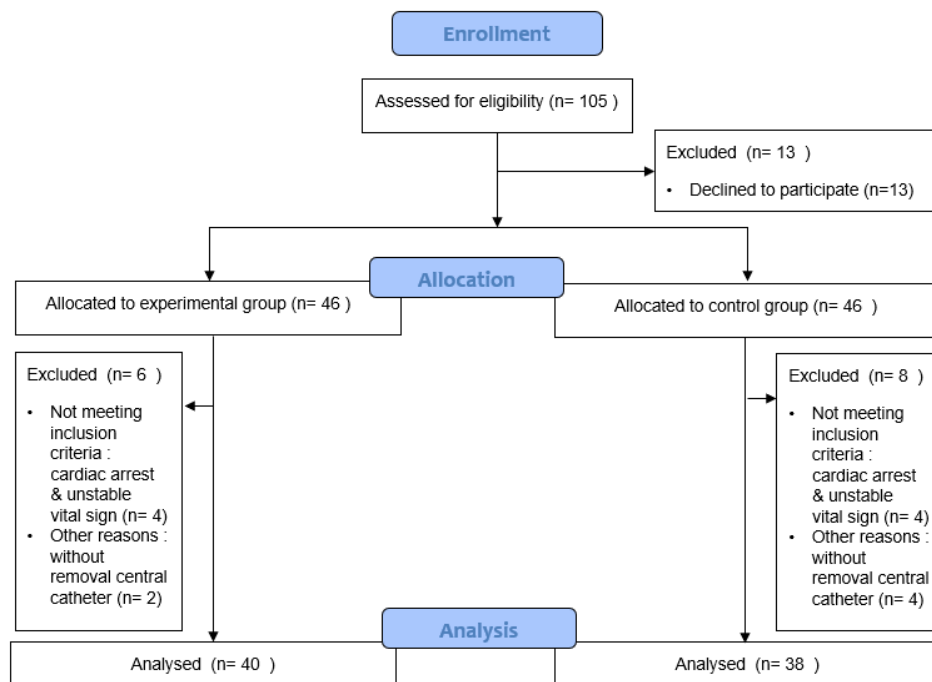 Enrollment
Assessed for eligibility (n= 105 )
Excluded (n= 13 )
• Declined to participate (n=13)
Allocation
Allocated to experimental group (n= 46 )
Allocated to control group (n= 46 )
Excluded (n= 6 )
• Not meeting
inclusion
criteria :
cardiac arrest
& unstable
vital sign (n= 4)
• Other reasons :
without
removal central
catheter (n= 2)
Excluded (n= 8 )
• Not meeting
inclusion
criteria :
cardiac arrest
& unstable
vital sign (n= 4)
• Other reasons :
without
removal central
catheter (n= 4)
Analysis
Analysed (n= 40 )
Analysed (n= 38 )